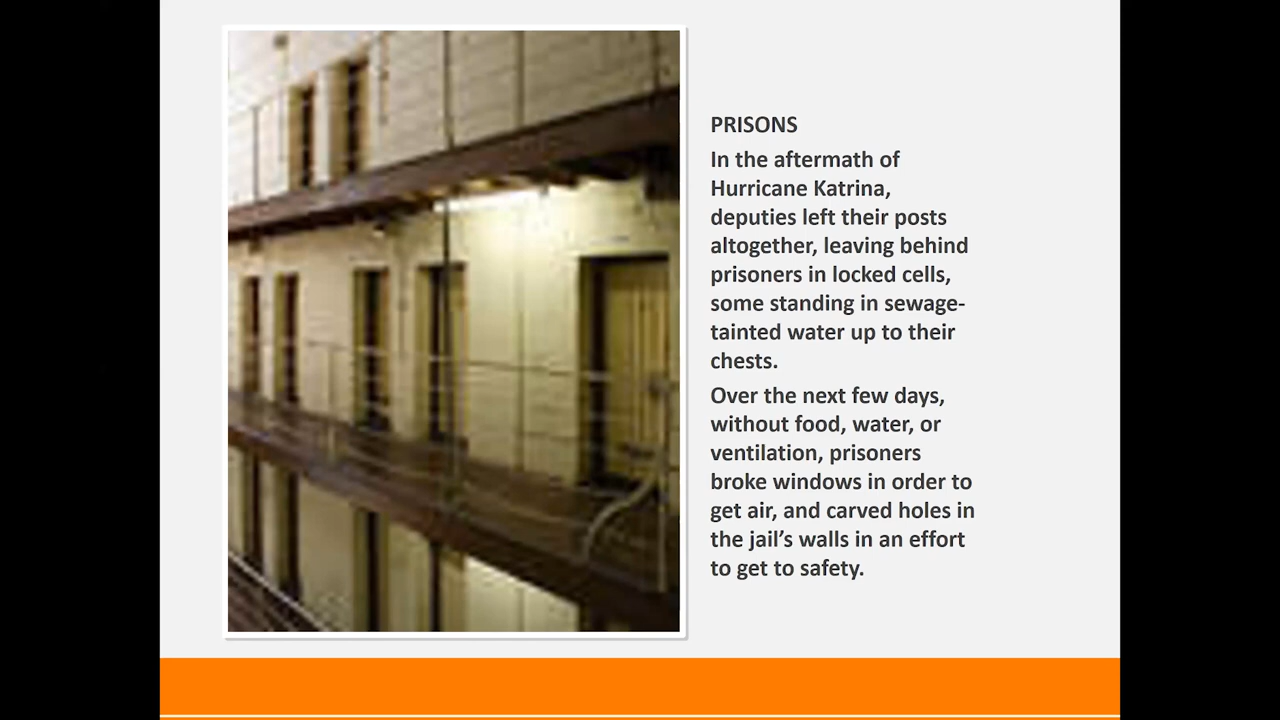 PRISONS
In the aftermath of
Hurricane Katrina,
deputies left their posts
altogether, leaving behind
prisoners in locked cells,
some standing in sewage-
tainted water up to their
chests.
Over the next few days,
without food, water, or
ventilation, prisoners
broke windows in order to
get air, and carved holes in
the jail’s walls in an effort
to get to safety.